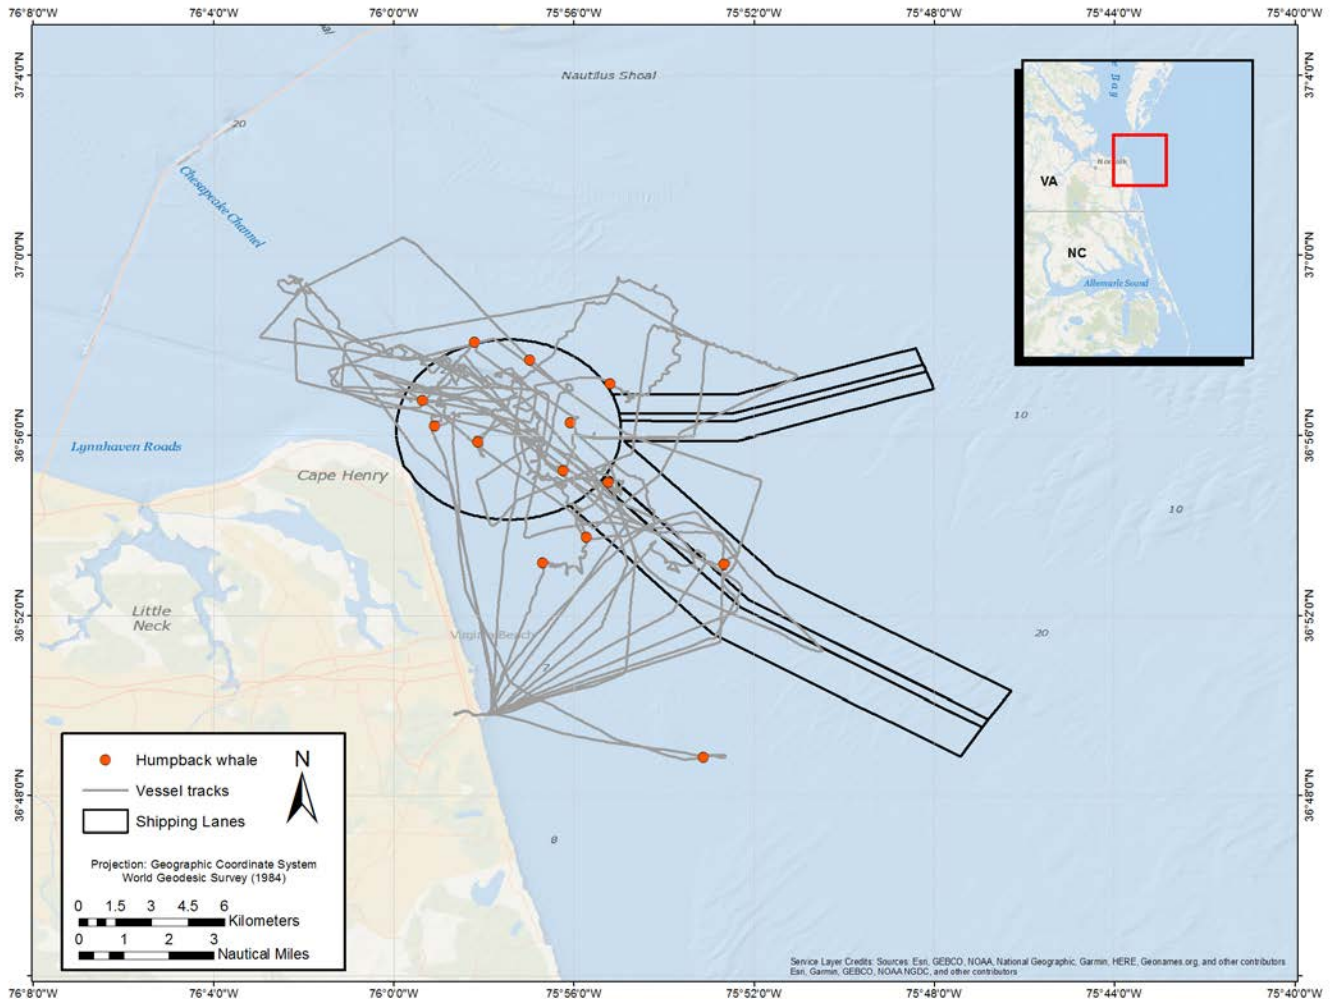 76°8'0"W 76°4'0"W 76°0'0"W 75°56'0"W 75°52'0"W 75°48'0"W 75°44'0"W 75°40'0"W
Nautilus Shoal
37°4'0"N
37°4'0"N
20
Chesapeake Channel
VA
NC
Albemarle Sound
37°0'0"N
37°0'0"N
10
36°56'0"N
36°56'0"N
Lynnhaven Roads
Cape Henry
10
Little
Neck
36°52'0"N
36°52'0"N
20
Virginia Beach
7
36°48'0"N
36°48'0"N
8
Humpback whale
N
Vessel tracks
Shipping Lanes
Projection: Geographic Coordinate System
World Geodesic Survey (1984)
0 1.5 3 4.5 6
Kilometers
0 1 2 3
Nautical Miles
Service Layer Credits: Sources: Esri, GEBCO, NOAA, National Geographic, Garmin, HERE, Geonames.org, and other contributors
Esri, Garmin, GEBCO, NOAA NGDC, and other contributors
76°8'0"W 76°4'0"W 76°0'0"W 75°56'0"W 75°52'0"W 75°48'0"W 75°44'0"W 75°40'0"W